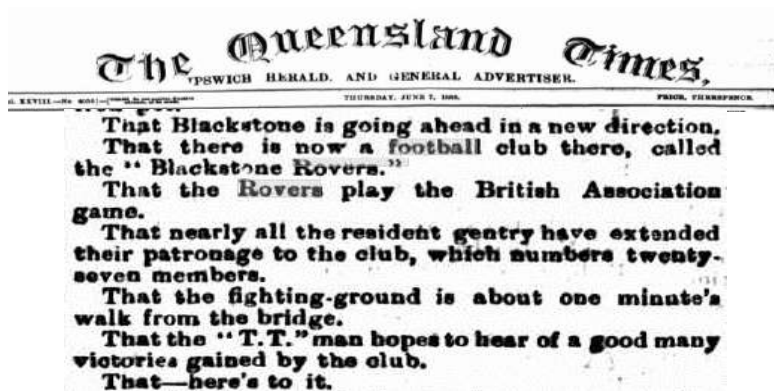 The Queensland Times,
IPSWICH HERALD. AND GENERAL ADVERTISER.
THURSDAY, JUNE 7, 1888. PRICE, THREEPENCE.
That Blackstone is going ahead in a new direction.
That there is now a football club there, called
the "Blackstone Rovers."
That the Rovers play the British Association
game.
That nearly all the resident gentry have extended
their patronage to the club, which numbers twenty-
seven members.
That the fighting-ground is about one minute's
walk from the bridge.
That the "T.T." man hopes to hear of a good many
victories gained by the club.
That—here's to it.